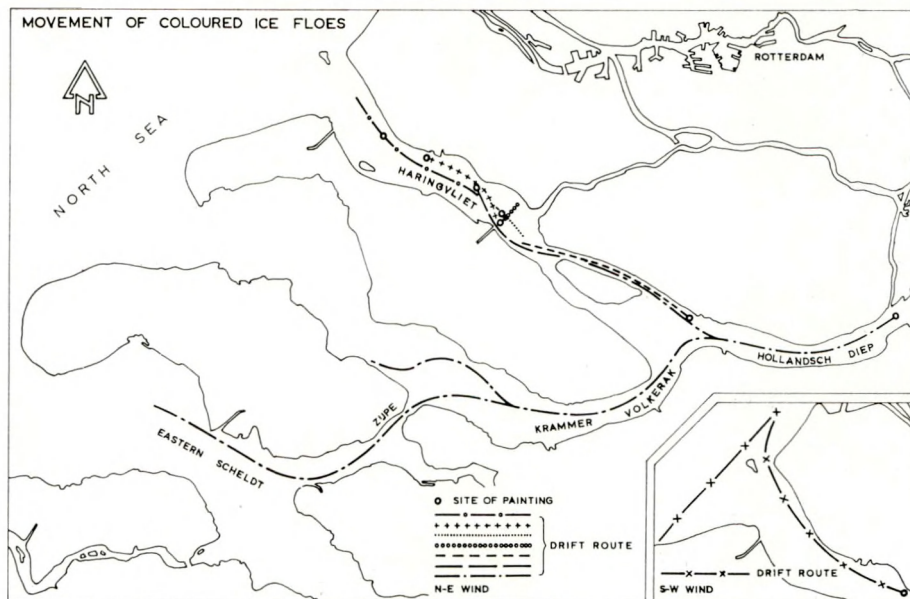 MOVEMENT OF COLOURED ICE FLOES
N
NORTH SEA
ROTTERDAM
HARINGVLIET
HOLLANDSCH DIEP
VOLKERAK
KRAMMER
ZIJPE
EASTERN SCHELDT
SITE OF PAINTING
DRIFT ROUTE
N-E WIND
DRIFT ROUTE
S-W WIND